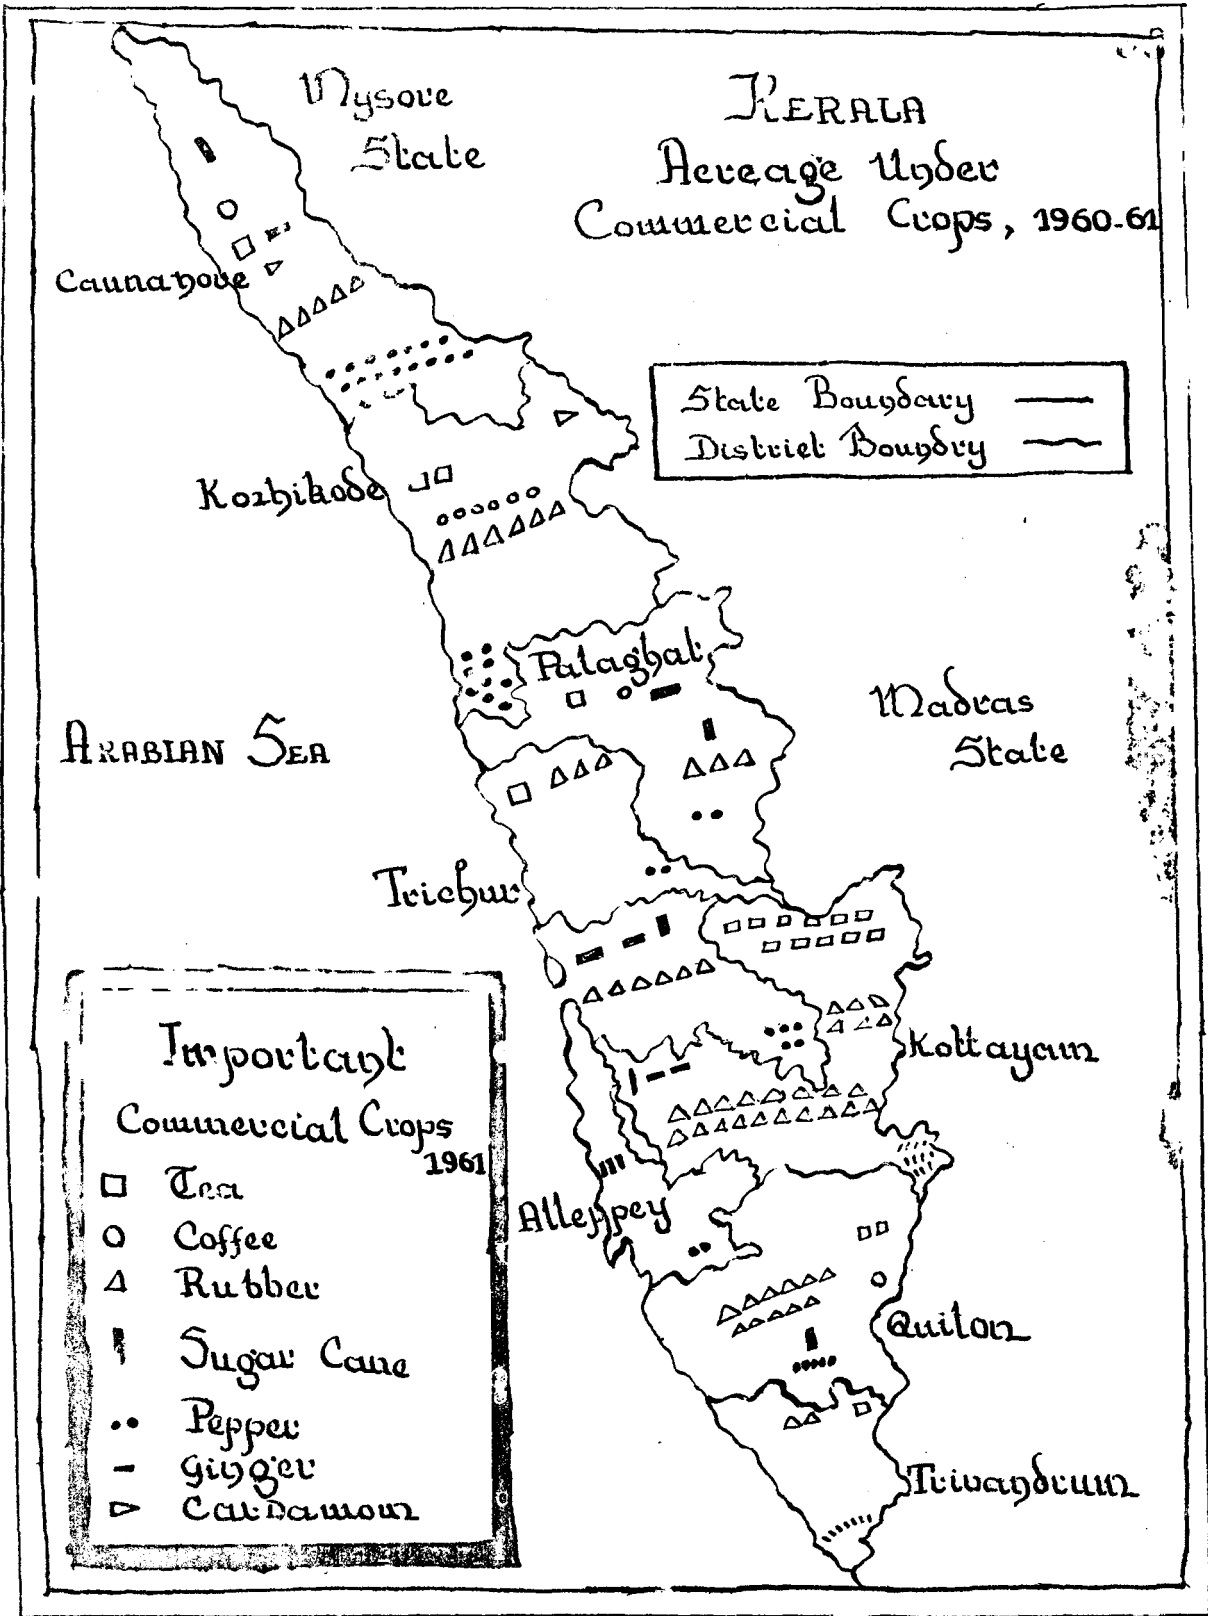 Mysore
State
KERALA
Acreage Under
Commercial Crops, 1960-61
Cannanore
State Boundary
District Boundry
Kozhikode
Palaghat
Madras
State
ARABIAN SEA
Trichur
Kottayam
Important
Commercial Crops
1961
Tea
Coffee
Rubber
Sugar Cane
Pepper
Ginger
Cardamom
Alleppey
Quilon
Trivandrum